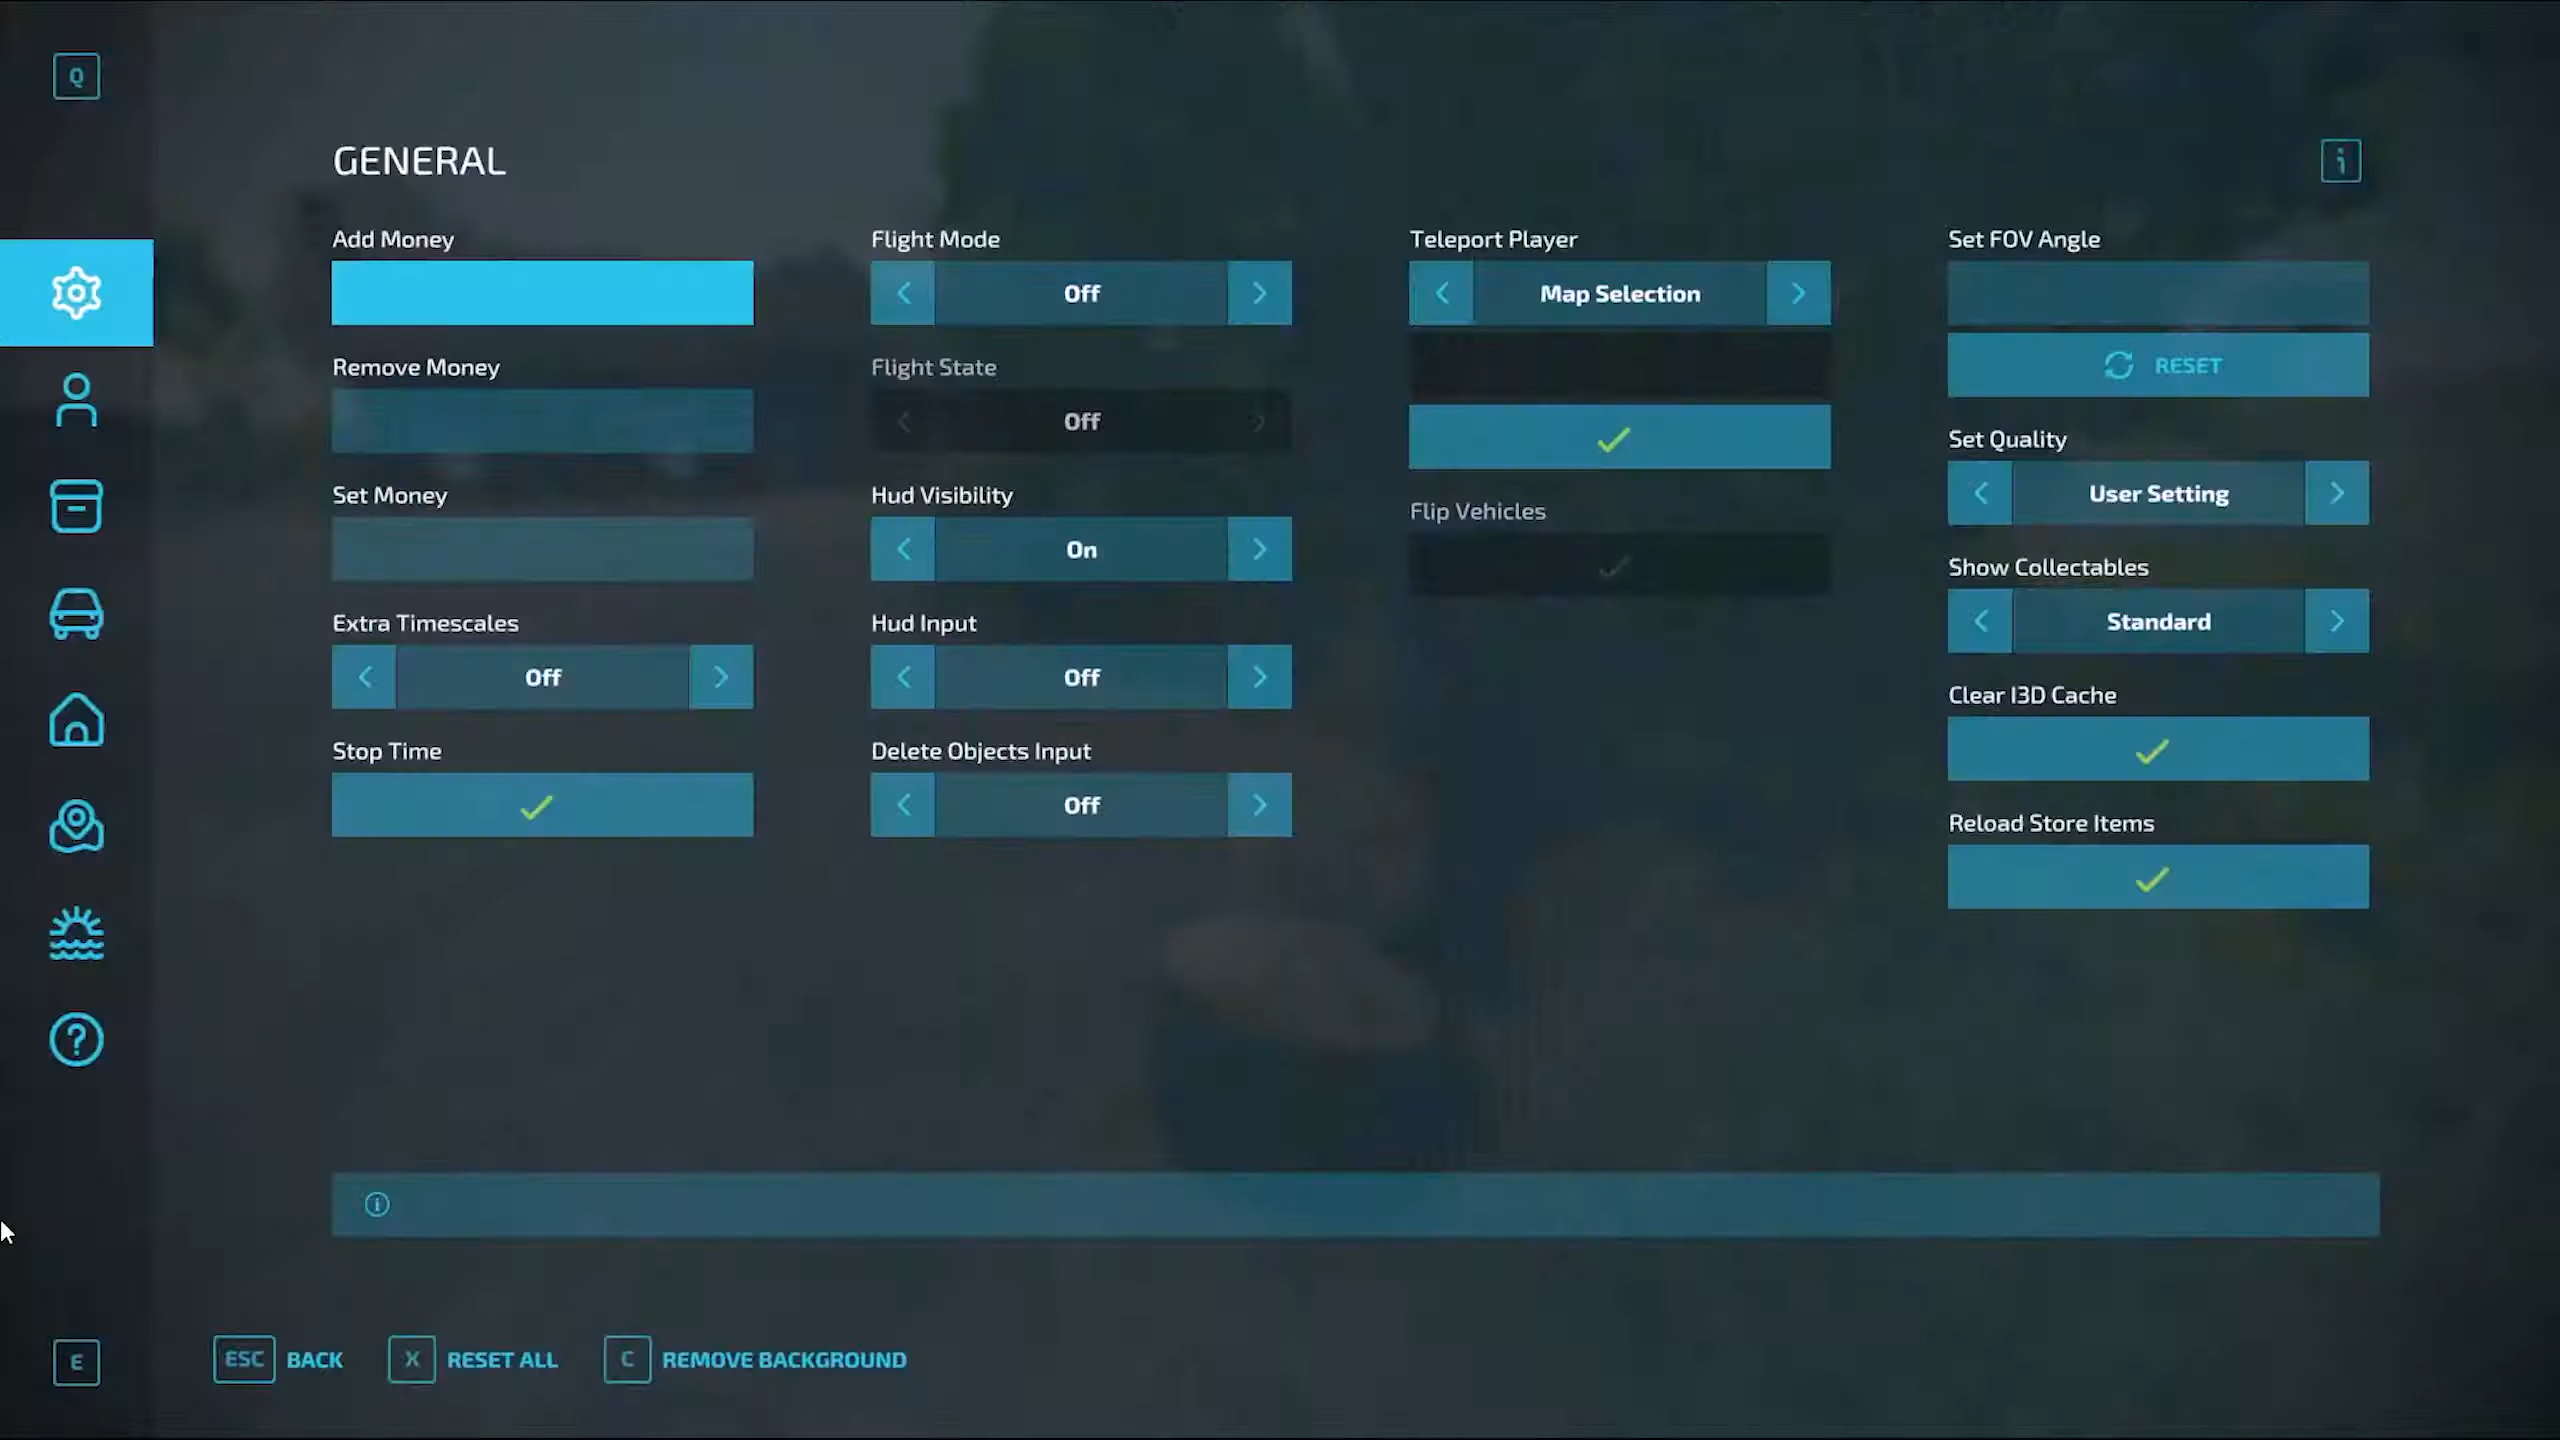 Q
GENERAL
i
Add Money
Remove Money
Set Money
Extra Timescales
Off
Stop Time
Flight Mode
Off
Flight State
Off
Hud Visibility
On
Hud Input
Off
Delete Objects Input
Off
Teleport Player
Map Selection
Flip Vehicles
Set FOV Angle
RESET
Set Quality
User Setting
Show Collectables
Standard
Clear I3D Cache
Reload Store Items
E
ESC BACK
X RESET ALL
C REMOVE BACKGROUND